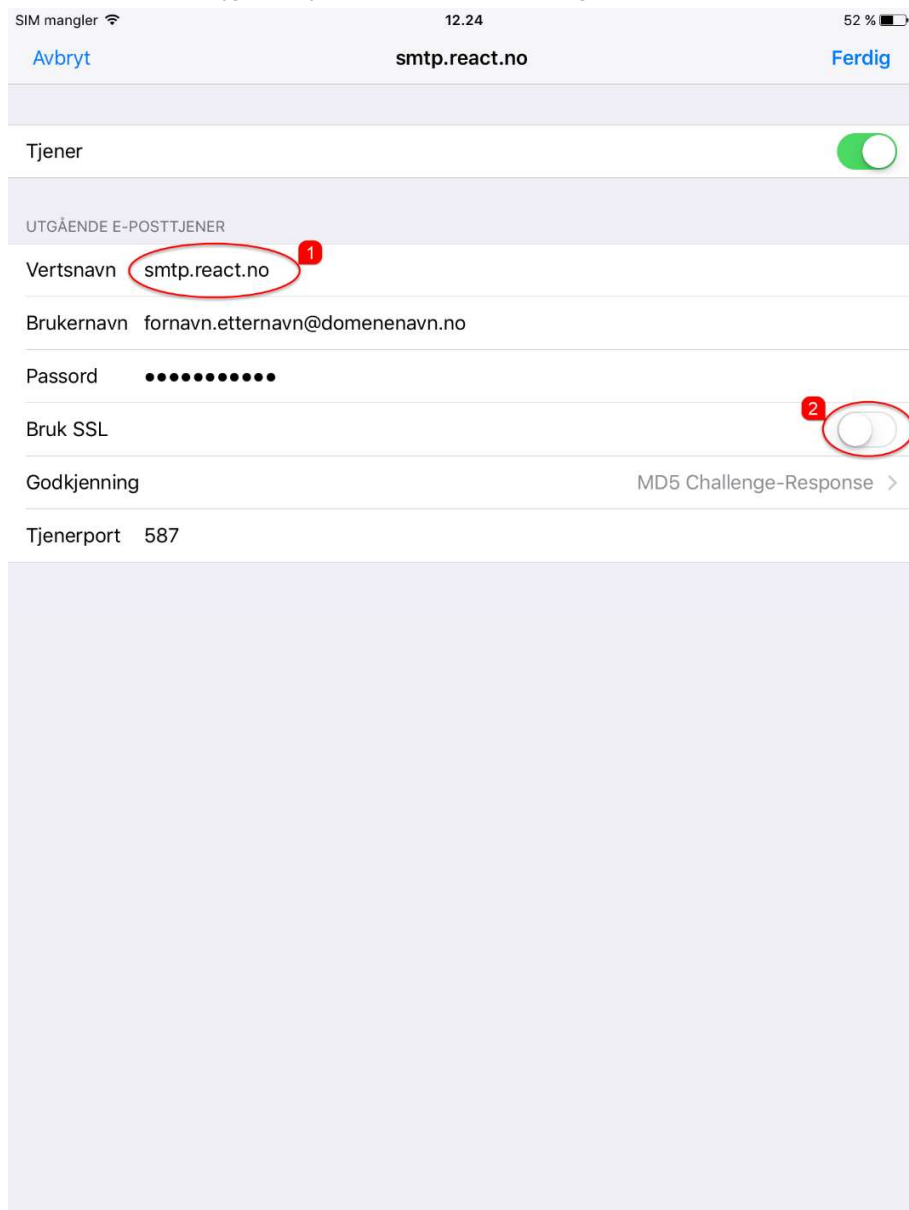 SIM mangler 12.24 52 %
Avbryt smtp.react.no Ferdig
Tjener
UTGÅENDE E-POSTTJENER
1
Vertsnavn smtp.react.no
Brukernavn fornavn.etternavn@domenenavn.no
Passord ●●●●●●●●●●●
2
Bruk SSL
Godkjenning MD5 Challenge-Response >
Tjenerport 587